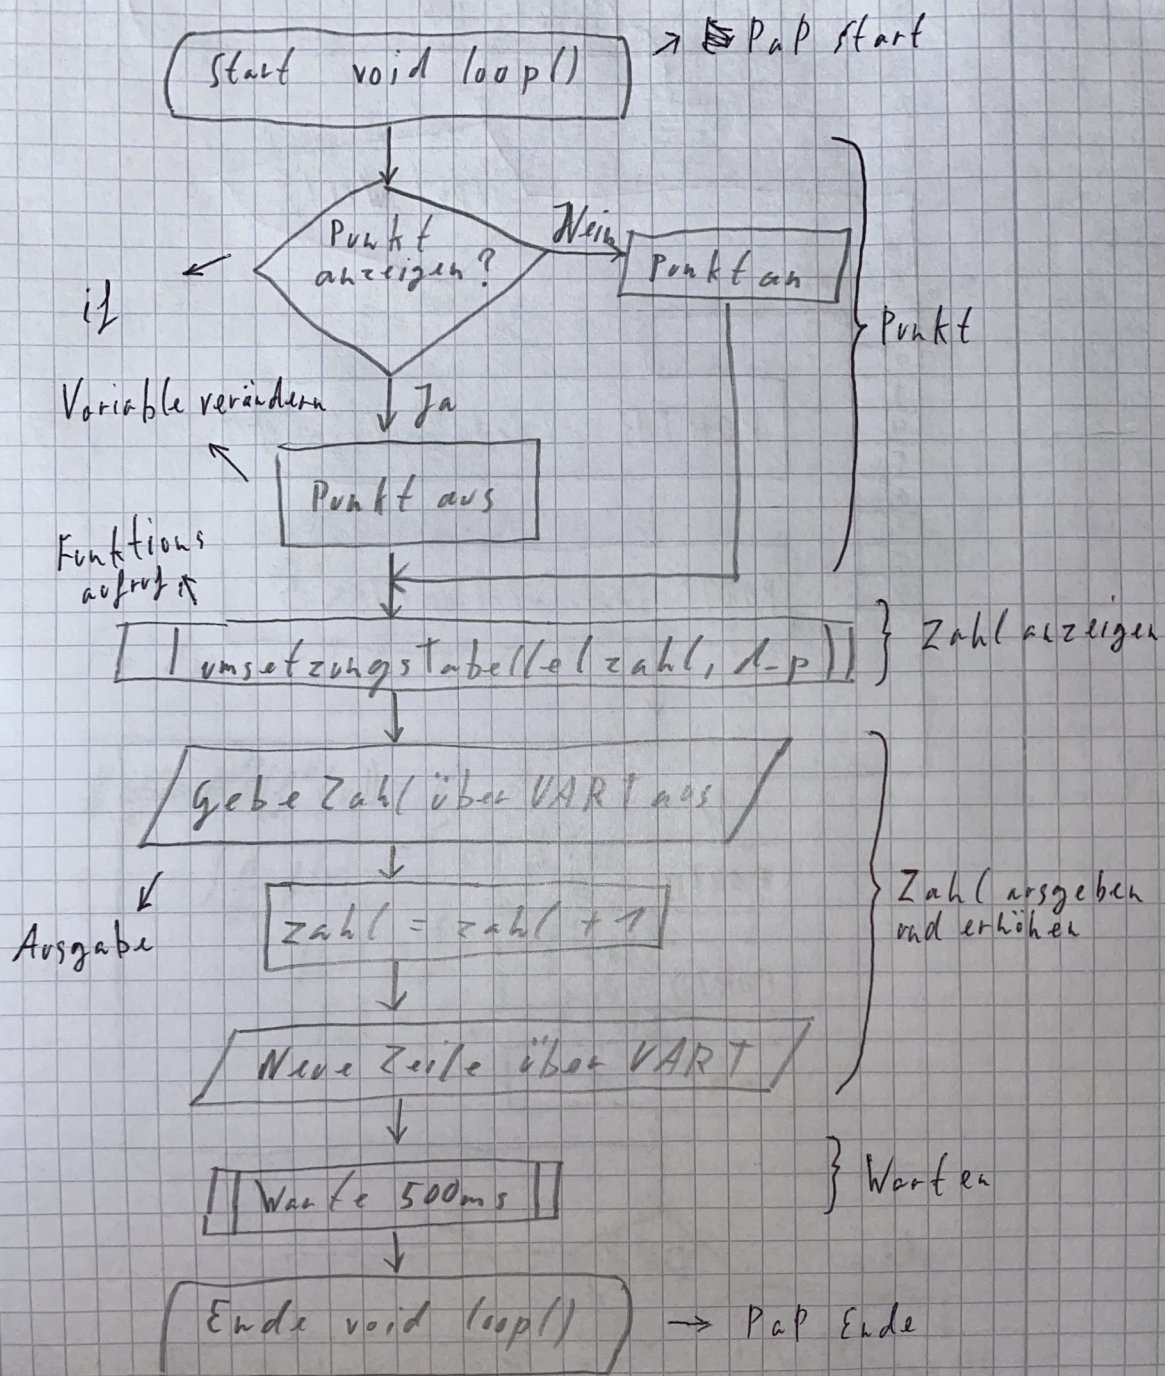 Start void loop()
→ PaP Start
Punkt
anzeigen?
Nein
Punkt an
if
Punkt
Variable verändern
Ja
Punkt aus
Funktions
aufruf
umsetzungstabelle(zahl, d_p)
Zahl anzeigen
Gebe Zahl über UART aus
Ausgabe
zahl = zahl + 1
Zahl ausgeben
und erhöhen
Neue Zeile über UART
Warte 500ms
Warten
Ende void loop()
→ PaP Ende